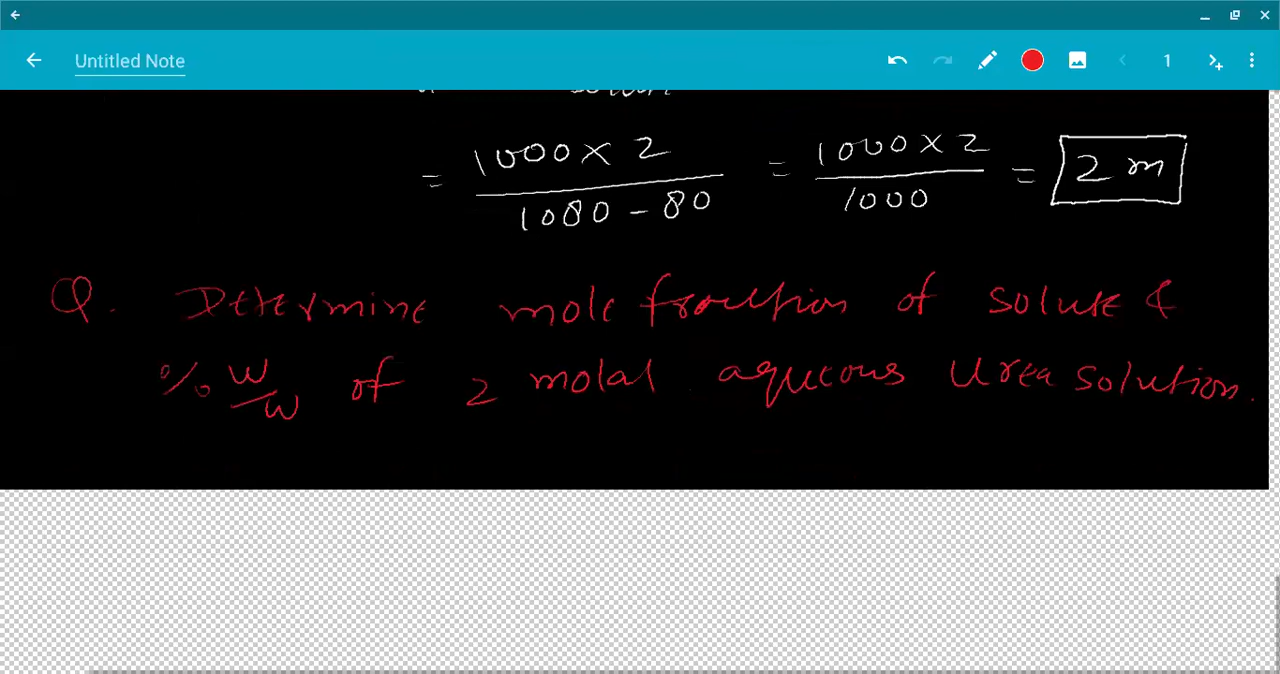 Untitled Note
1
= 1000 × 2 / 1080 - 80 = 1000 × 2 / 1000 = 2 m
Q. Determine mole fraction of solute &
% W/W of 2 molal aqueous Urea solution.